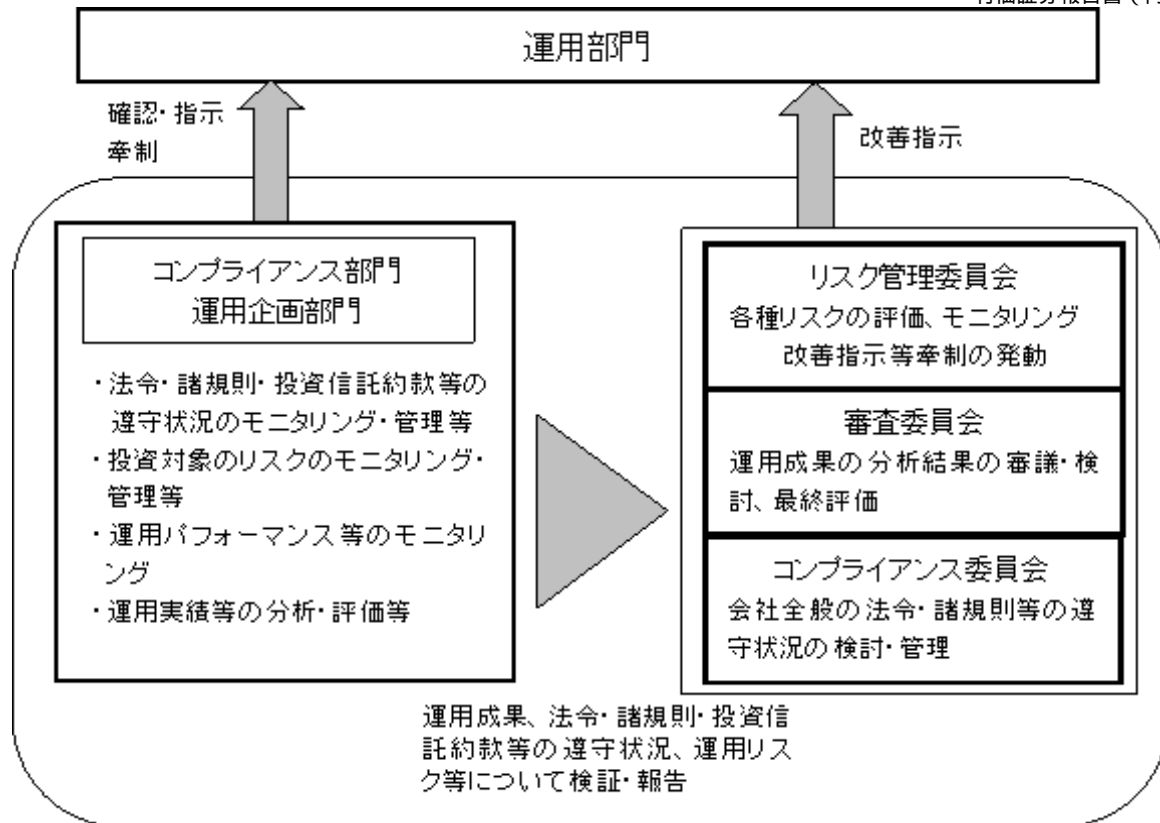 運用部門
確認・指示
牽制
改善指示
コンプライアンス部門
運用企画部門
・法令・諸規則・投資信託約款等の
遵守状況のモニタリング・管理等
・投資対象のリスクのモニタリング・
管理等
・運用パフォーマンス等のモニタリ
ング
・運用実績等の分析・評価等
リスク管理委員会
各種リスクの評価、モニタリング
改善指示等牽制の発動
審査委員会
運用成果の分析結果の審議・検
討、最終評価
コンプライアンス委員会
会社全般の法令・諸規則等の遵
守状況の検討・管理
運用成果、法令・諸規則・投資信
託約款等の遵守状況、運用リス
ク等について検証・報告